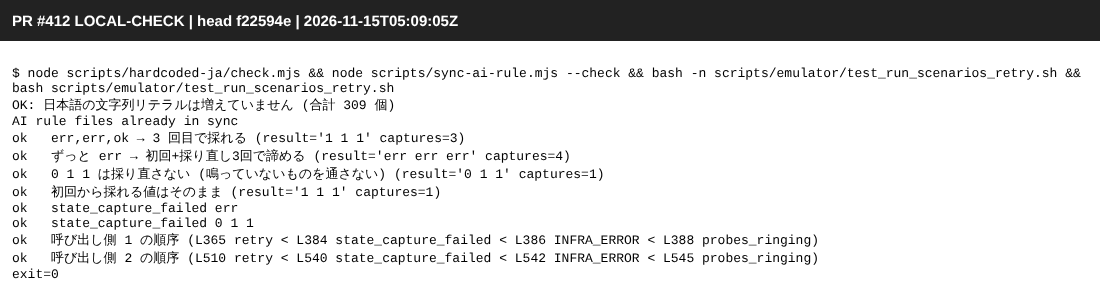 PR #412 LOCAL-CHECK | head f22594e | 2026-11-15T05:09:05Z
$ node scripts/hardcoded-ja/check.mjs && node scripts/sync-ai-rule.mjs --check && bash -n scripts/emulator/test_run_scenarios_retry.sh &&
bash scripts/emulator/test_run_scenarios_retry.sh
OK: 日本語の文字列リテラルは増えていません (合計 309 個)
AI rule files already in sync
ok   err,err,ok → 3 回目で採れる (result='1 1 1' captures=3)
ok   ずっと err → 初回+採り直し3回で諦める (result='err err err' captures=4)
ok   0 1 1 は採り直さない (鳴っていないものを通さない) (result='0 1 1' captures=1)
ok   初回から採れる値はそのまま (result='1 1 1' captures=1)
ok   state_capture_failed err
ok   state_capture_failed 0 1 1
ok   呼び出し側 1 の順序 (L365 retry < L384 state_capture_failed < L386 INFRA_ERROR < L388 probes_ringing)
ok   呼び出し側 2 の順序 (L510 retry < L540 state_capture_failed < L542 INFRA_ERROR < L545 probes_ringing)
exit=0